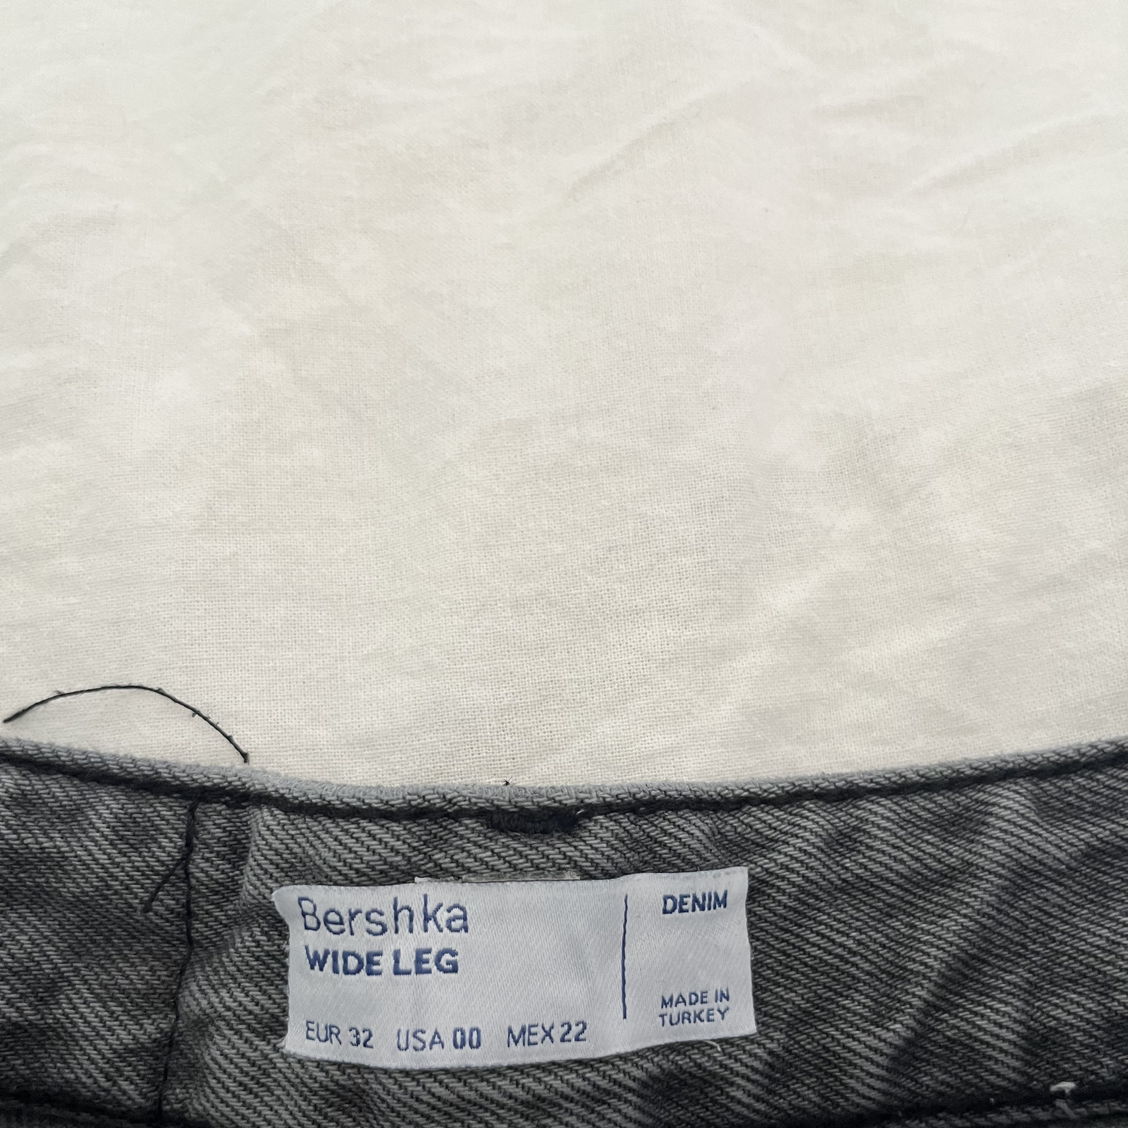 Bershka
WIDE LEG
EUR 32 USA 00 MEX 22
DENIM
MADE IN
TURKEY